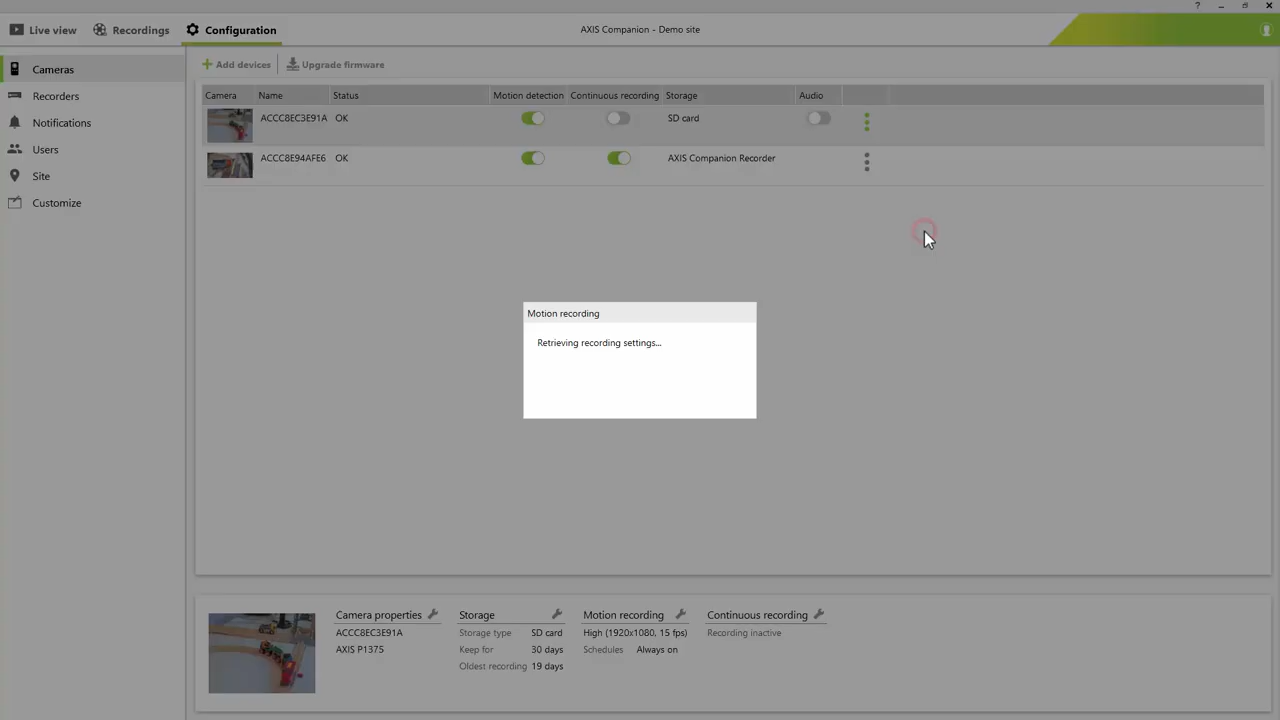 ?
Live view
Recordings
Configuration
AXIS Companion - Demo site
Cameras
Recorders
Notifications
Users
Site
Customize
Add devices
Upgrade firmware
Camera Name Status Motion detection Continuous recording Storage Audio
ACCC8EC3E91A OK SD card
ACCC8E94AFE6 OK AXIS Companion Recorder
Motion recording
Retrieving recording settings...
Camera properties
ACCC8EC3E91A
AXIS P1375
Storage
Storage type SD card
Keep for 30 days
Oldest recording 19 days
Motion recording
High (1920x1080, 15 fps)
Schedules Always on
Continuous recording
Recording inactive